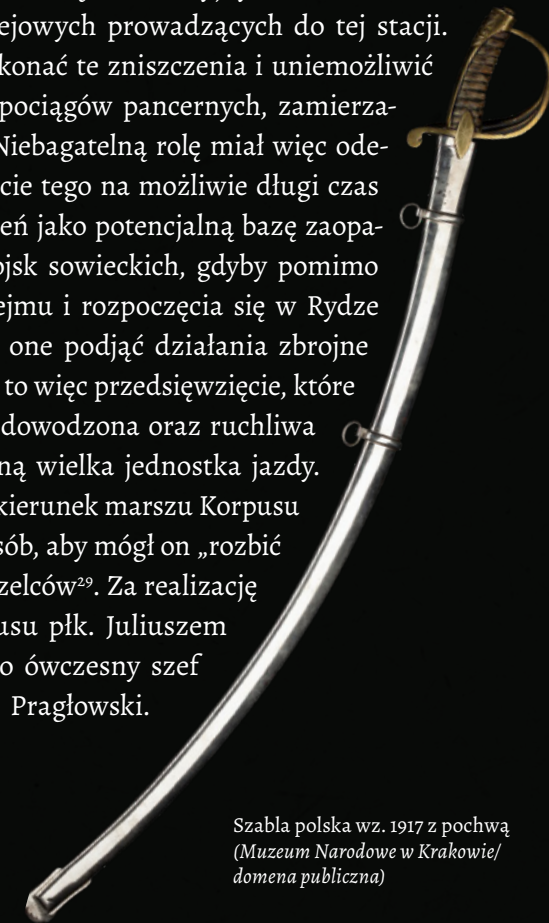 ejowych prowadzących do tej stacji.
konać te zniszczenia i uniemożliwić
pociągów pancernych, zamierza-
Niebagatelną rolę miał więc ode-
cie tego na możliwie długi czas
eń jako potencjalną bazę zaopa-
ojsk sowieckich, gdyby pomimo
ejmu i rozpoczęcia się w Rydze
one podjąć działania zbrojne
to więc przedsięwzięcie, które
dowodzona oraz ruchliwa
ną wielka jednostka jazdy.
kierunek marszu Korpusu
sób, aby mógł on „rozbić
zelców²⁹. Za realizację
usu płk. Juliuszem
o ówczesny szef
Pragłowski.
Szabla polska wz. 1917 z pochwą
(Muzeum Narodowe w Krakowie/
domena publiczna)